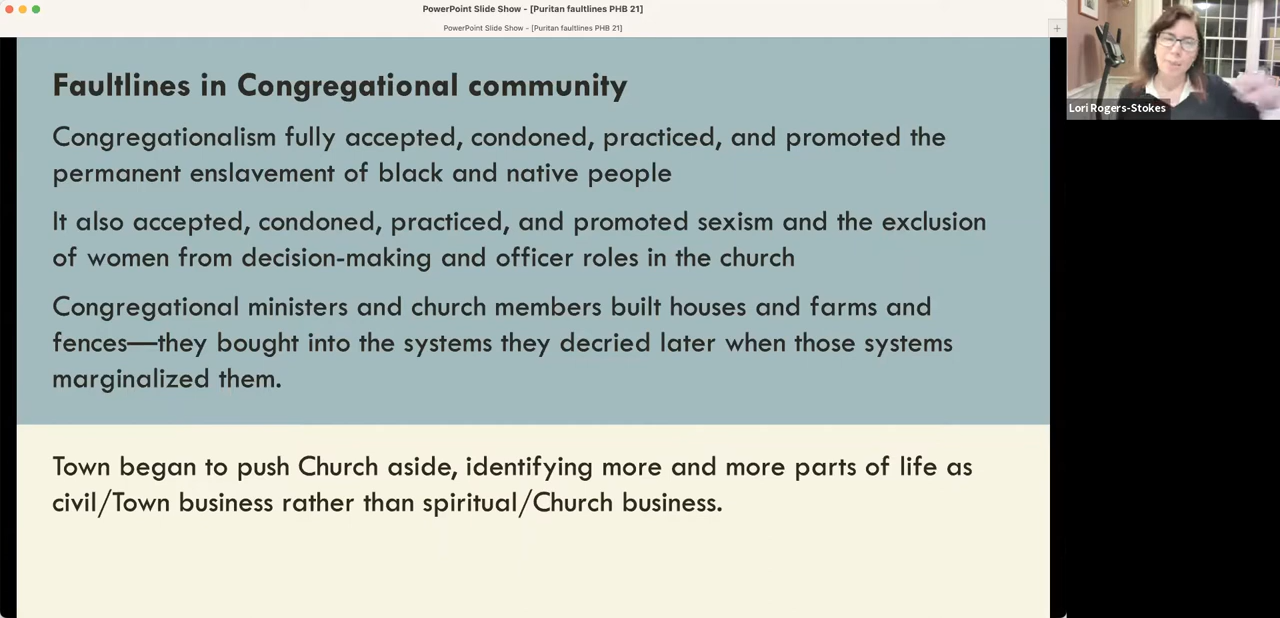 PowerPoint Slide Show - [Puritan faultlines PHB 21]
PowerPoint Slide Show - [Puritan faultlines PHB 21]
Lori Rogers-Stokes
Faultlines in Congregational community
Congregationalism fully accepted, condoned, practiced, and promoted the
permanent enslavement of black and native people
It also accepted, condoned, practiced, and promoted sexism and the exclusion
of women from decision-making and officer roles in the church
Congregational ministers and church members built houses and farms and
fences—they bought into the systems they decried later when those systems
marginalized them.
Town began to push Church aside, identifying more and more parts of life as
civil/Town business rather than spiritual/Church business.